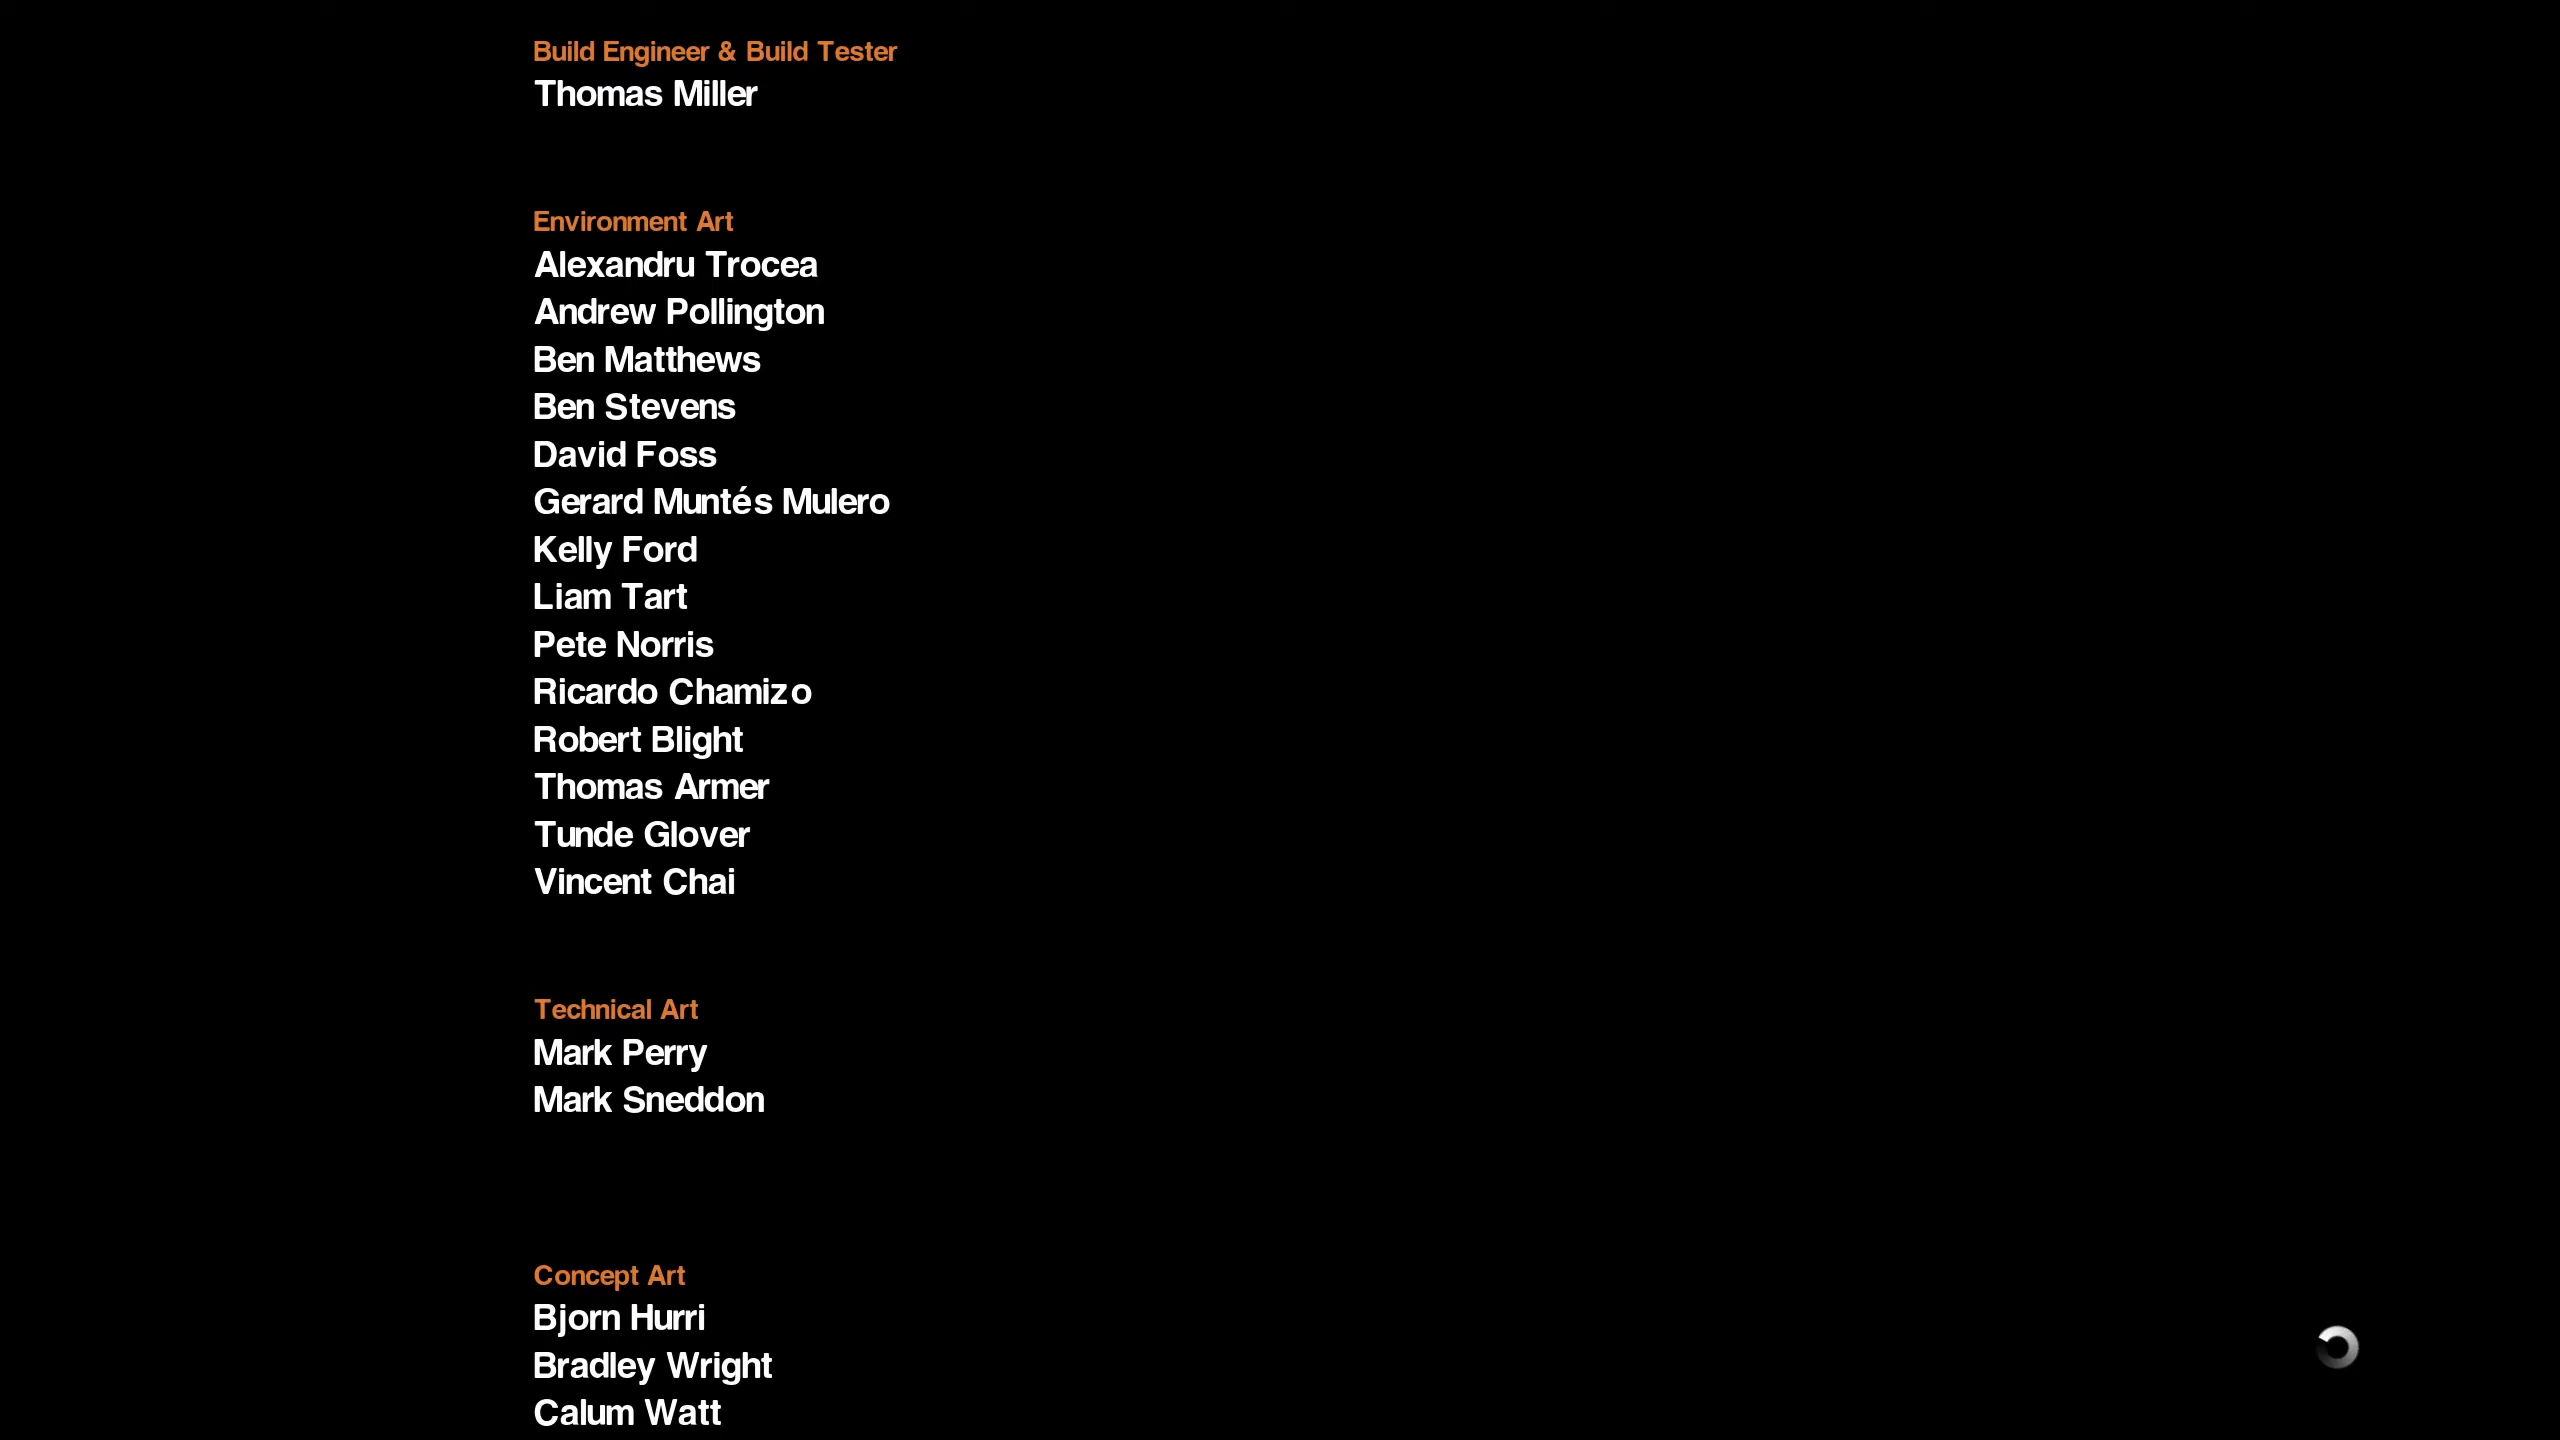 Build Engineer & Build Tester
Thomas Miller
Environment Art
Alexandru Trocea
Andrew Pollington
Ben Matthews
Ben Stevens
David Foss
Gerard Muntés Mulero
Kelly Ford
Liam Tart
Pete Norris
Ricardo Chamizo
Robert Blight
Thomas Armer
Tunde Glover
Vincent Chai
Technical Art
Mark Perry
Mark Sneddon
Concept Art
Bjorn Hurri
Bradley Wright
Calum Watt